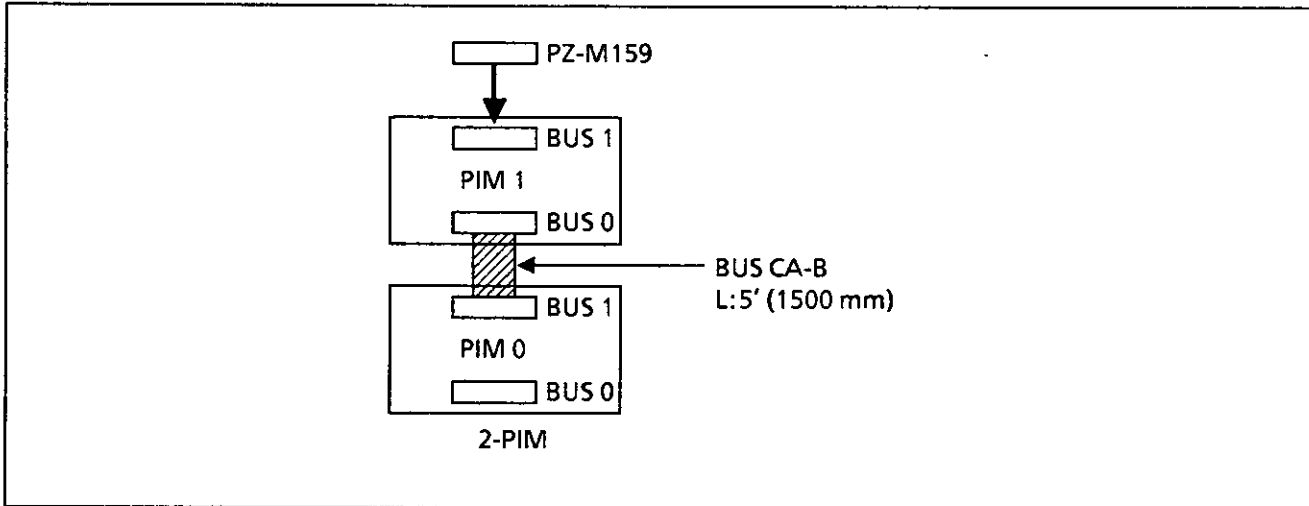 PZ-M159
BUS 1
PIM 1
BUS 0
BUS CA-B
L:5' (1500 mm)
BUS 1
PIM 0
BUS 0
2-PIM